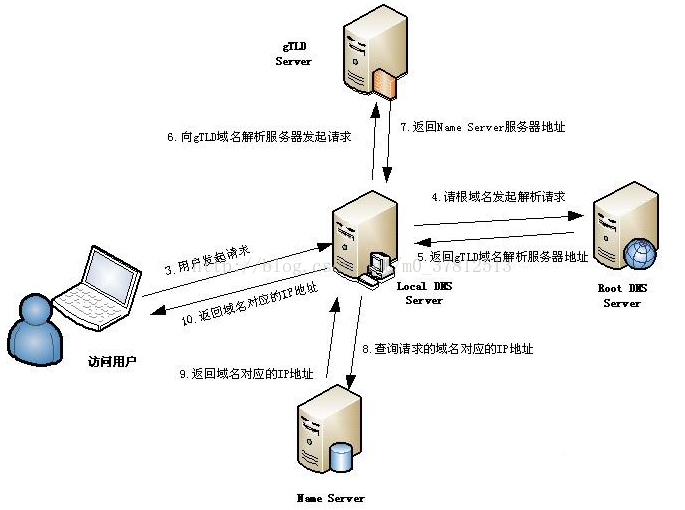 gTLD
Server
6.向gTLD域名解析服务器发起请求
7.返回Name Server服务器地址
4.请根域名发起解析请求
3.用户发起请求
5.返回gTLD域名解析服务器地址
Local DNS
Server
Root DNS
Server
10.返回域名对应的IP地址
访问用户
8.查询请求的域名对应的IP地址
9.返回域名对应的IP地址
Name Server